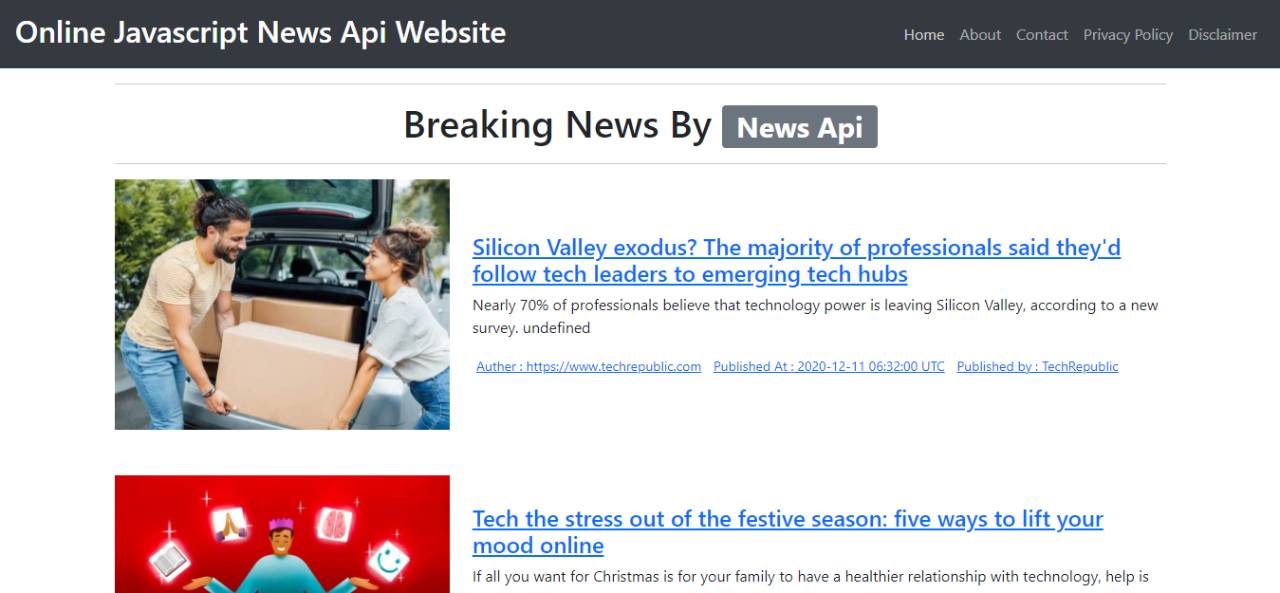 Online Javascript News Api Website
Home About Contact Privacy Policy Disclaimer
Breaking News By News Api
Silicon Valley exodus? The majority of professionals said they'd
follow tech leaders to emerging tech hubs
Nearly 70% of professionals believe that technology power is leaving Silicon Valley, according to a new
survey. undefined
Auther : https://www.techrepublic.com Published At : 2020-12-11 06:32:00 UTC Published by : TechRepublic
Tech the stress out of the festive season: five ways to lift your
mood online
If all you want for Christmas is for your family to have a healthier relationship with technology, help is